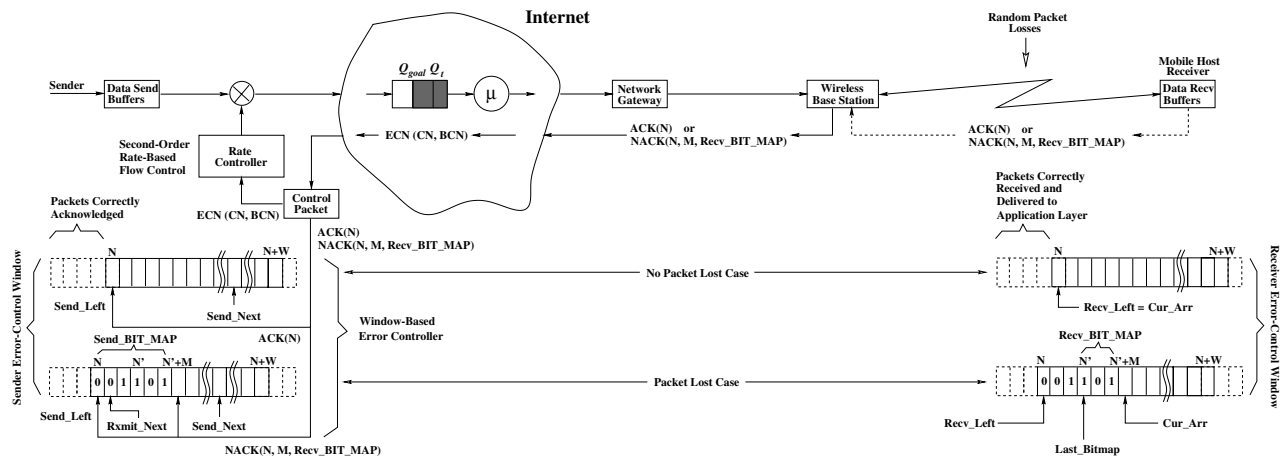 Internet
Random Packet
Losses
Sender
Data Send
Buffers
Q_goal Q_t
μ
Network
Gateway
Wireless
Base Station
Mobile Host
Receiver
Data Recv
Buffers
ECN (CN, BCN)
ACK(N) or
NACK(N, M, Recv_BIT_MAP)
ACK(N) or
NACK(N, M, Recv_BIT_MAP)
Second-Order
Rate-Based
Flow Control
Rate
Controller
Control
Packet
ECN (CN, BCN)
Packets Correctly
Acknowledged
ACK(N)
NACK(N, M, Recv_BIT_MAP)
Packets Correctly
Received and
Delivered to
Application Layer
Sender Error-Control Window
N
N+W
Send_Left
Send_Next
ACK(N)
No Packet Lost Case
N
N+W
Recv_Left = Cur_Arr
Receiver Error-Control Window
Window-Based
Error Controller
Send_BIT_MAP
N N' N'+M N+W
0 0 1 1 0 1
Send_Left
Rxmit_Next
Send_Next
NACK(N, M, Recv_BIT_MAP)
Packet Lost Case
Recv_BIT_MAP
N N' N'+M N+W
0 0 1 1 0 1
Recv_Left
Cur_Arr
Last_Bitmap